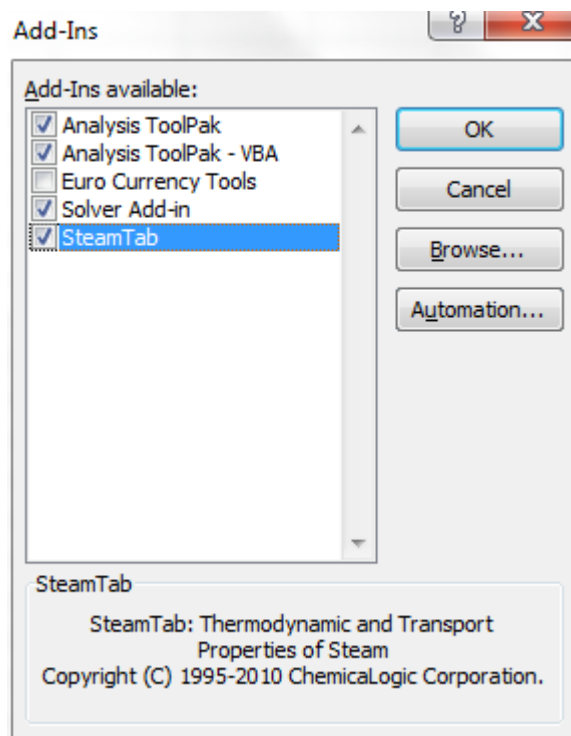 Add-Ins
Add-Ins available:
Analysis ToolPak
Analysis ToolPak - VBA
Euro Currency Tools
Solver Add-in
SteamTab
OK
Cancel
Browse...
Automation...
SteamTab
SteamTab: Thermodynamic and Transport
Properties of Steam
Copyright (C) 1995-2010 ChemicaLogic Corporation.